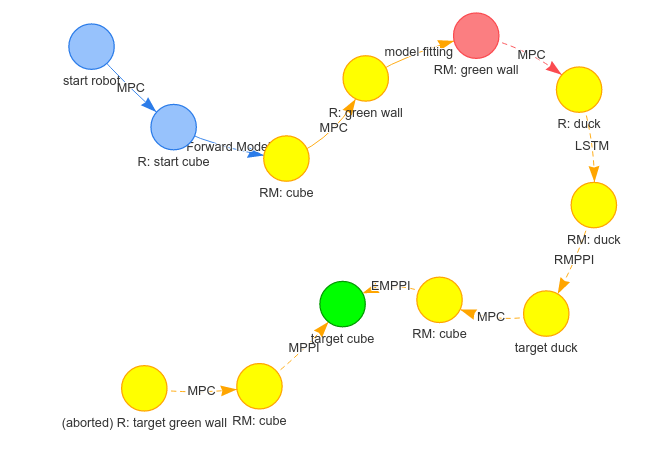 start robot
MPC
R: start cube
Forward Model
RM: cube
MPC
R: green wall
model fitting
RM: green wall
MPC
R: duck
LSTM
RM: duck
RMPPI
target duck
MPC
RM: cube
EMPPI
target cube
MPPI
RM: cube
MPC
(aborted) R: target green wall